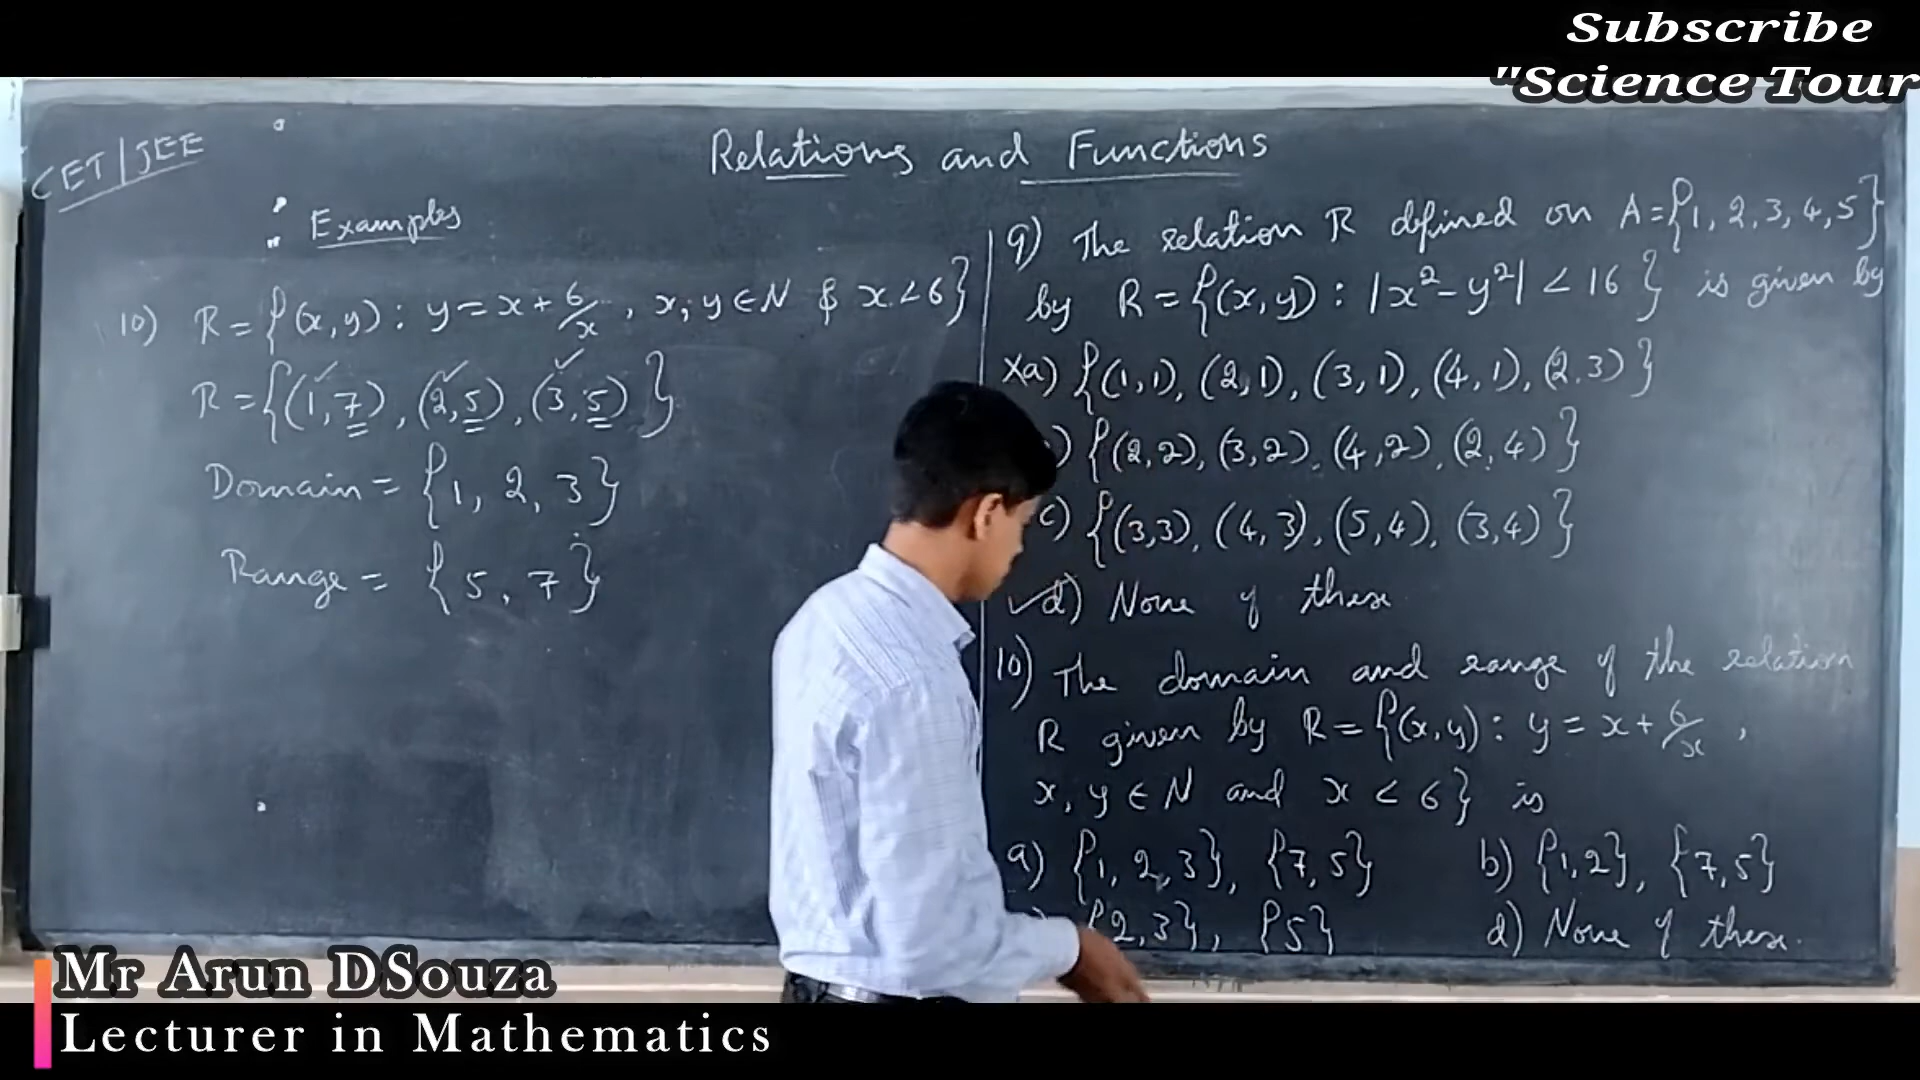 Subscribe
"Science Tour
CET | JEE
Relations and Functions
Examples
10) R = {(x,y) : y = x + 6/x , x, y ∈ N & x < 6}
R = {(1,7), (2,5), (3,5)}
Domain = {1, 2, 3}
Range = {5, 7}
9) The relation R defined on A = {1, 2, 3, 4, 5}
by R = {(x,y) : |x² - y²| < 16} is given by
xa) {(1,1), (2,1), (3,1), (4,1), (2,3)}
) {(2,2), (3,2), (4,2), (2,4)}
c) {(3,3), (4,3), (5,4), (3,4)}
✓d) None of these
10) The domain and range of the relation
R given by R = {(x,y) : y = x + 6/x ,
x, y ∈ N and x < 6} is
a) {1, 2, 3}, {7, 5} b) {1,2}, {7,5}
) {2,3}, {5} d) None of these.
Mr Arun DSouza
Lecturer in Mathematics